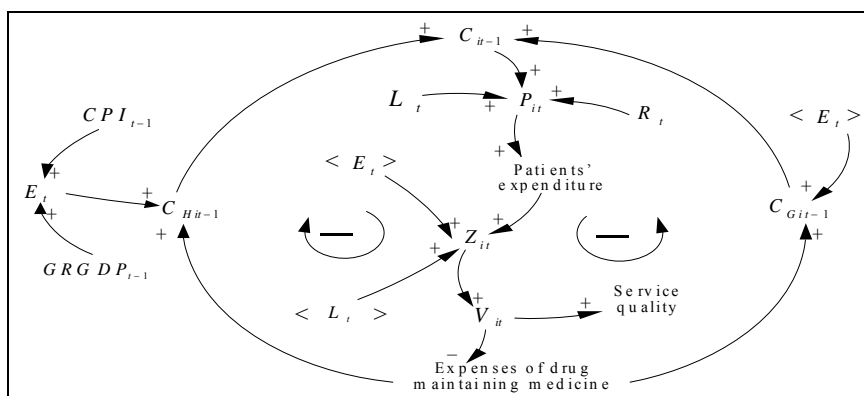 C it−1
+ +
+
L t
+
P it
+
R t
CPI t−1
< E t >
+
< E t >
Patients'
expenditure
+
E t
+
+
C Hit−1
+
+
+
Z it
+
C Git−1
+
+
GRGDP t−1
—
—
< L t >
+
V it
+
Service
quality
−
Expenses of drug
maintaining medicine